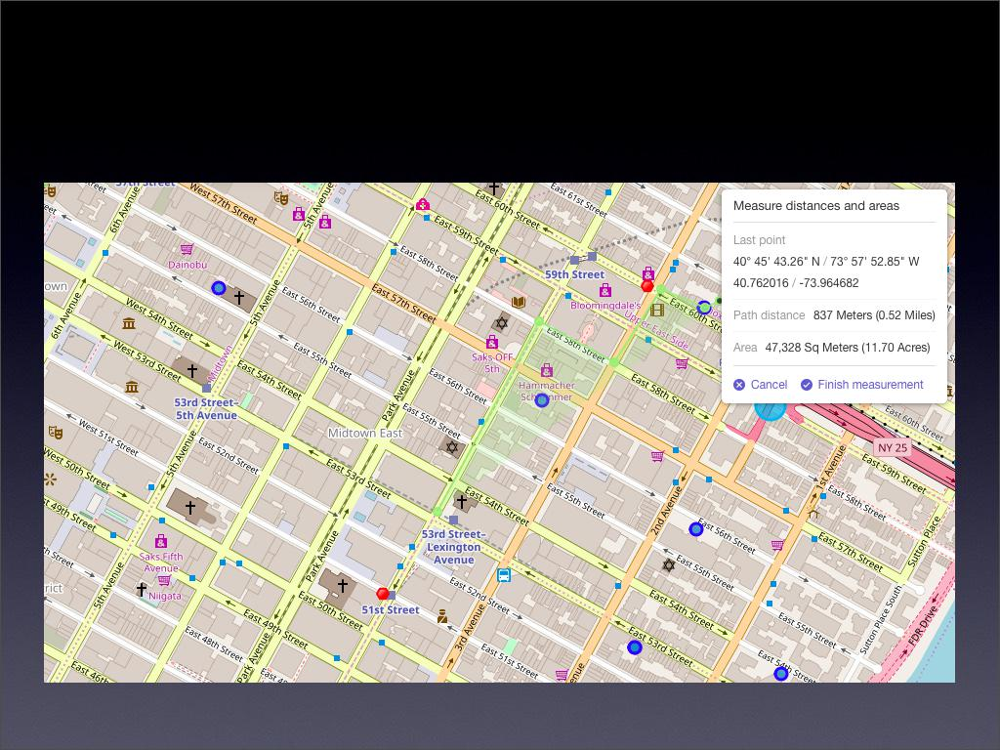 57th Street
West 57th Street
6th Avenue
5th Avenue
East 61st Street
East 60th Street
East 59th Street
Measure distances and areas
Last point
40° 45' 43.26" N / 73° 57' 52.85" W
40.762016 / -73.964682
Path distance 837 Meters (0.52 Miles)
Area 47,328 Sq Meters (11.70 Acres)
Cancel
Finish measurement
Dainobu
East 58th Street
59th Street
Bloomingdale's
Upper East Side
East 60th
East 56th Street
East 57th Street
5th Avenue
6th Avenue
West 54th Street
East 55th Street
East 58th Street
Saks OFF
5th
Hammacher
West 53rd Street
Midtown
East 54th Street
East 56th Street
East 58th Street
Park Avenue
53rd Street–
5th Avenue
Midtown East
East 55th Street
East 60th Street
NY 25
East 59th Street
West 51st Street
East 52nd Street
5th Avenue
East 53rd Street
East 54th Street
East 55th Street
2nd Avenue
1st Avenue
East 58th Street
West 50th Street
53rd Street–
Lexington
Avenue
East 56th Street
East 57th Street
Sutton Place
Saks Fifth
Avenue
Niigata
5th Avenue
Park Avenue
51st Street
East 50th Street
East 52nd Street
East 55th Street
East 55th Street
Sutton Place South
FDR Drive
East 49th Street
East 48th Street
3rd Avenue
East 51st Street
East 53rd Street
East 54th Street
Park Avenue
East 46th